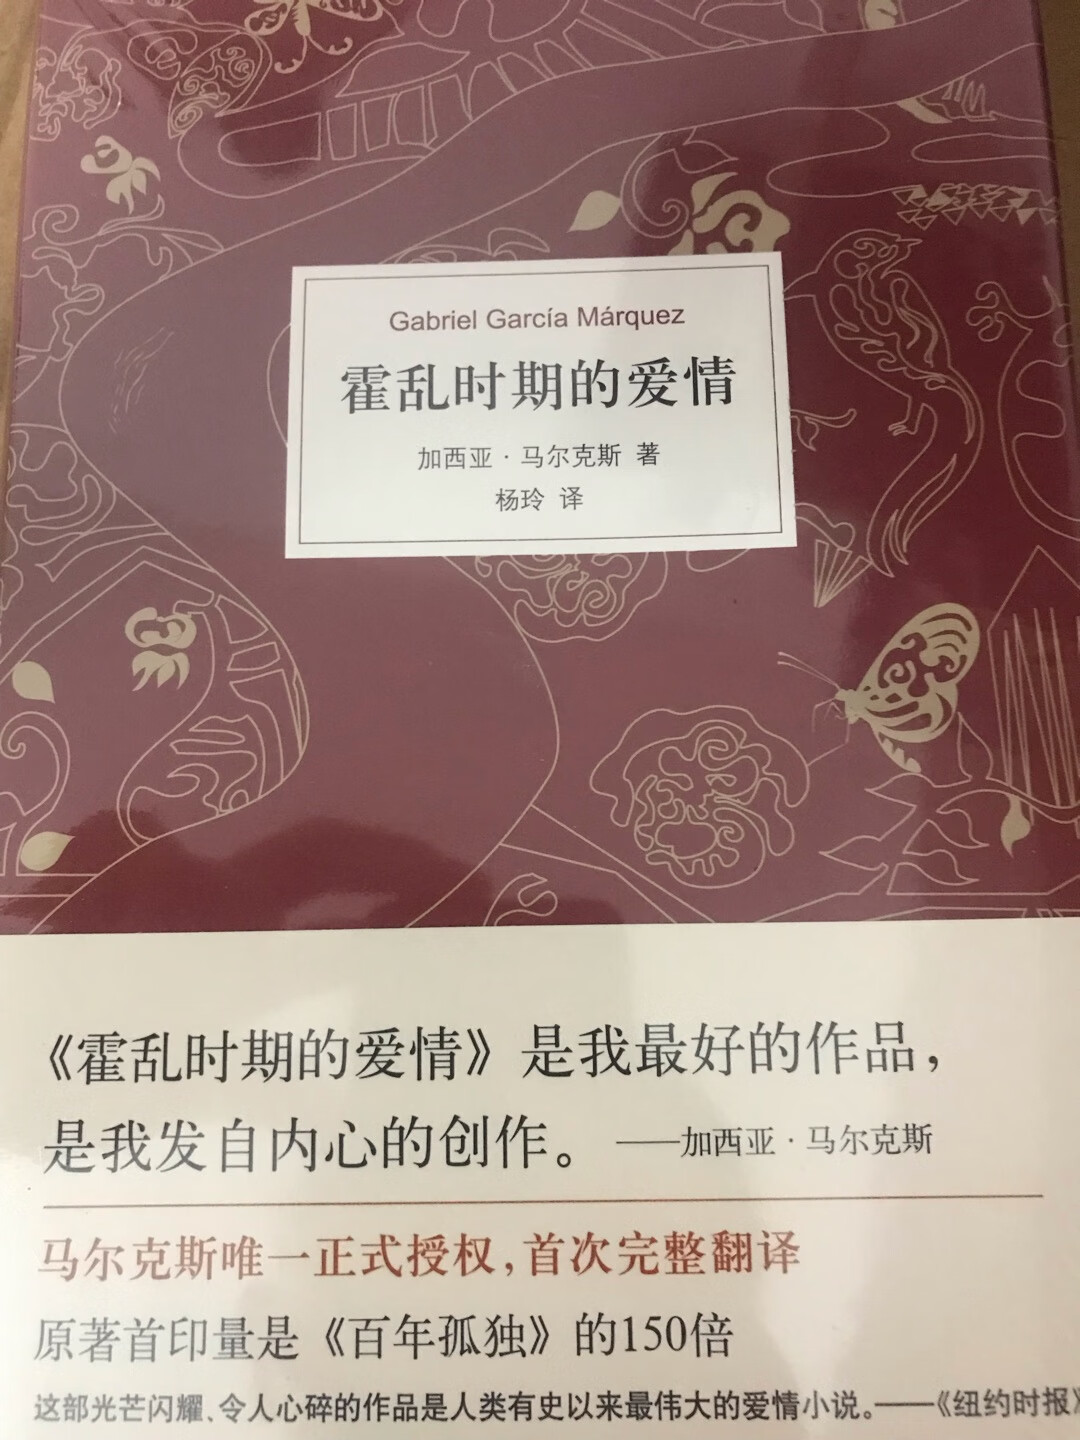 Gabriel García Márquez
霍乱时期的爱情
加西亚·马尔克斯 著
杨玲 译
《霍乱时期的爱情》是我最好的作品，
是我发自内心的创作。 ——加西亚·马尔克斯
马尔克斯唯一正式授权，首次完整翻译
原著首印量是《百年孤独》的150倍
这部光芒闪耀、令人心碎的作品是人类有史以来最伟大的爱情小说。——《纽约时报》